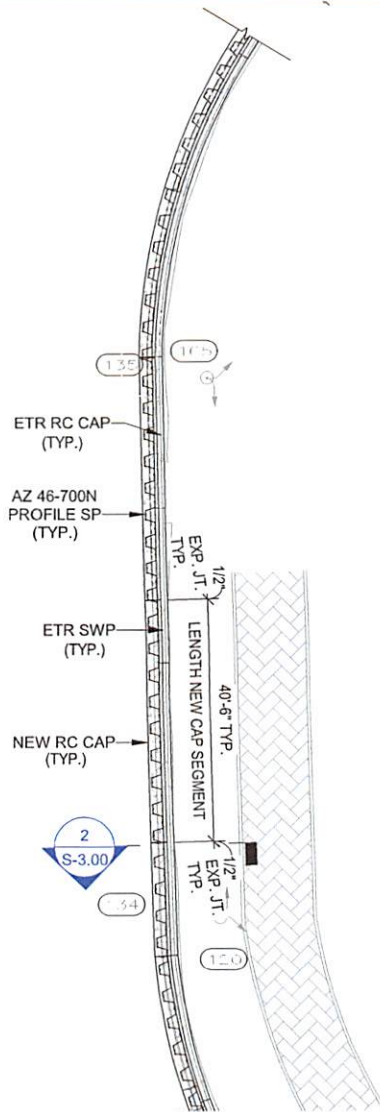 135
165
ETR RC CAP
(TYP.)
AZ 46-700N
PROFILE SP
(TYP.)
1/2"
EXP. JT.
TYP.
ETR SWP
(TYP.)
40'-6" TYP.
LENGTH NEW CAP SEGMENT
NEW RC CAP
(TYP.)
2
S-3.00
1/2"
EXP. JT.
TYP.
134
120